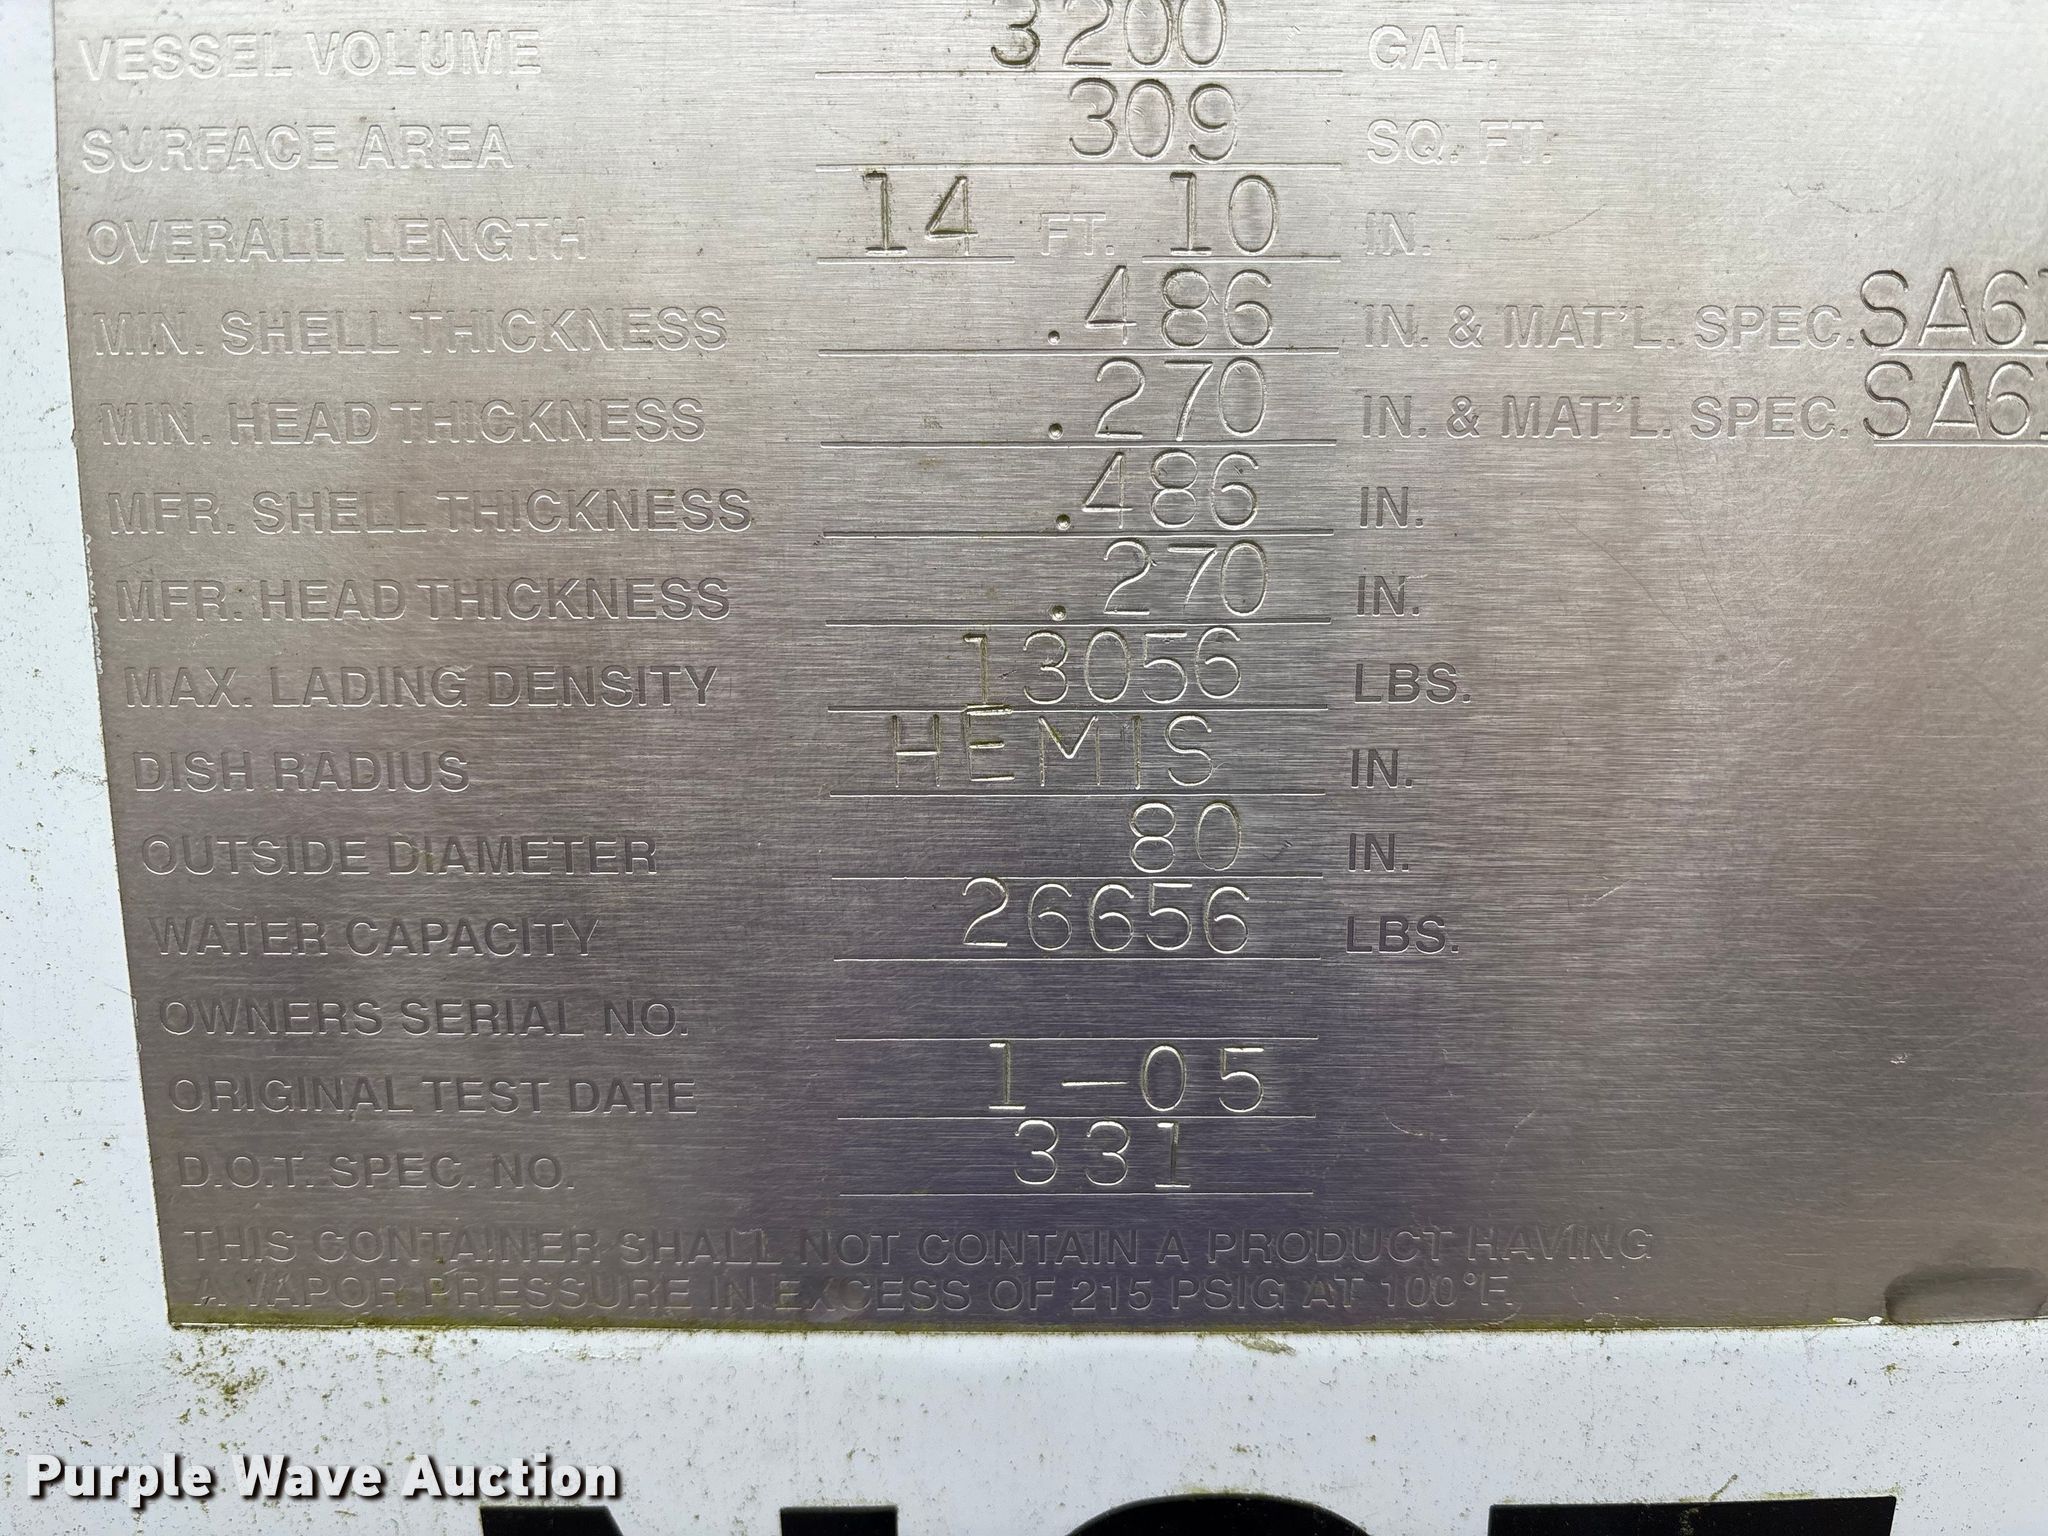 VESSEL VOLUME 3200 GAL.
SURFACE AREA 309 SQ. FT.
OVERALL LENGTH 14 FT. 10 IN.
MIN. SHELL THICKNESS .486 IN. & MAT'L. SPEC. SA61
MIN. HEAD THICKNESS .270 IN. & MAT'L. SPEC. SA61
MFR. SHELL THICKNESS .486 IN.
MFR. HEAD THICKNESS .270 IN.
MAX. LADING DENSITY 13056 LBS.
DISH RADIUS HEMIS IN.
OUTSIDE DIAMETER 80 IN.
WATER CAPACITY 26656 LBS.
OWNERS SERIAL NO.
ORIGINAL TEST DATE 1-05
D.O.T. SPEC. NO. 331
THIS CONTAINER SHALL NOT CONTAIN A PRODUCT HAVING
A VAPOR PRESSURE IN EXCESS OF 215 PSIG AT 100°F.
Purple Wave Auction